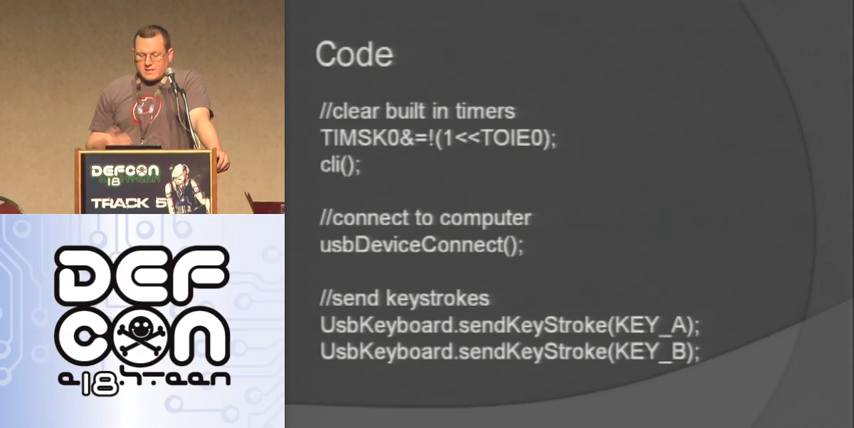 DEFCON
18
TRACK 5
DEF
CON
e18hteen
Code
//clear built in timers
TIMSK0&=!(1<<TOIE0);
cli();
//connect to computer
usbDeviceConnect();
//send keystrokes
UsbKeyboard.sendKeyStroke(KEY_A);
UsbKeyboard.sendKeyStroke(KEY_B);